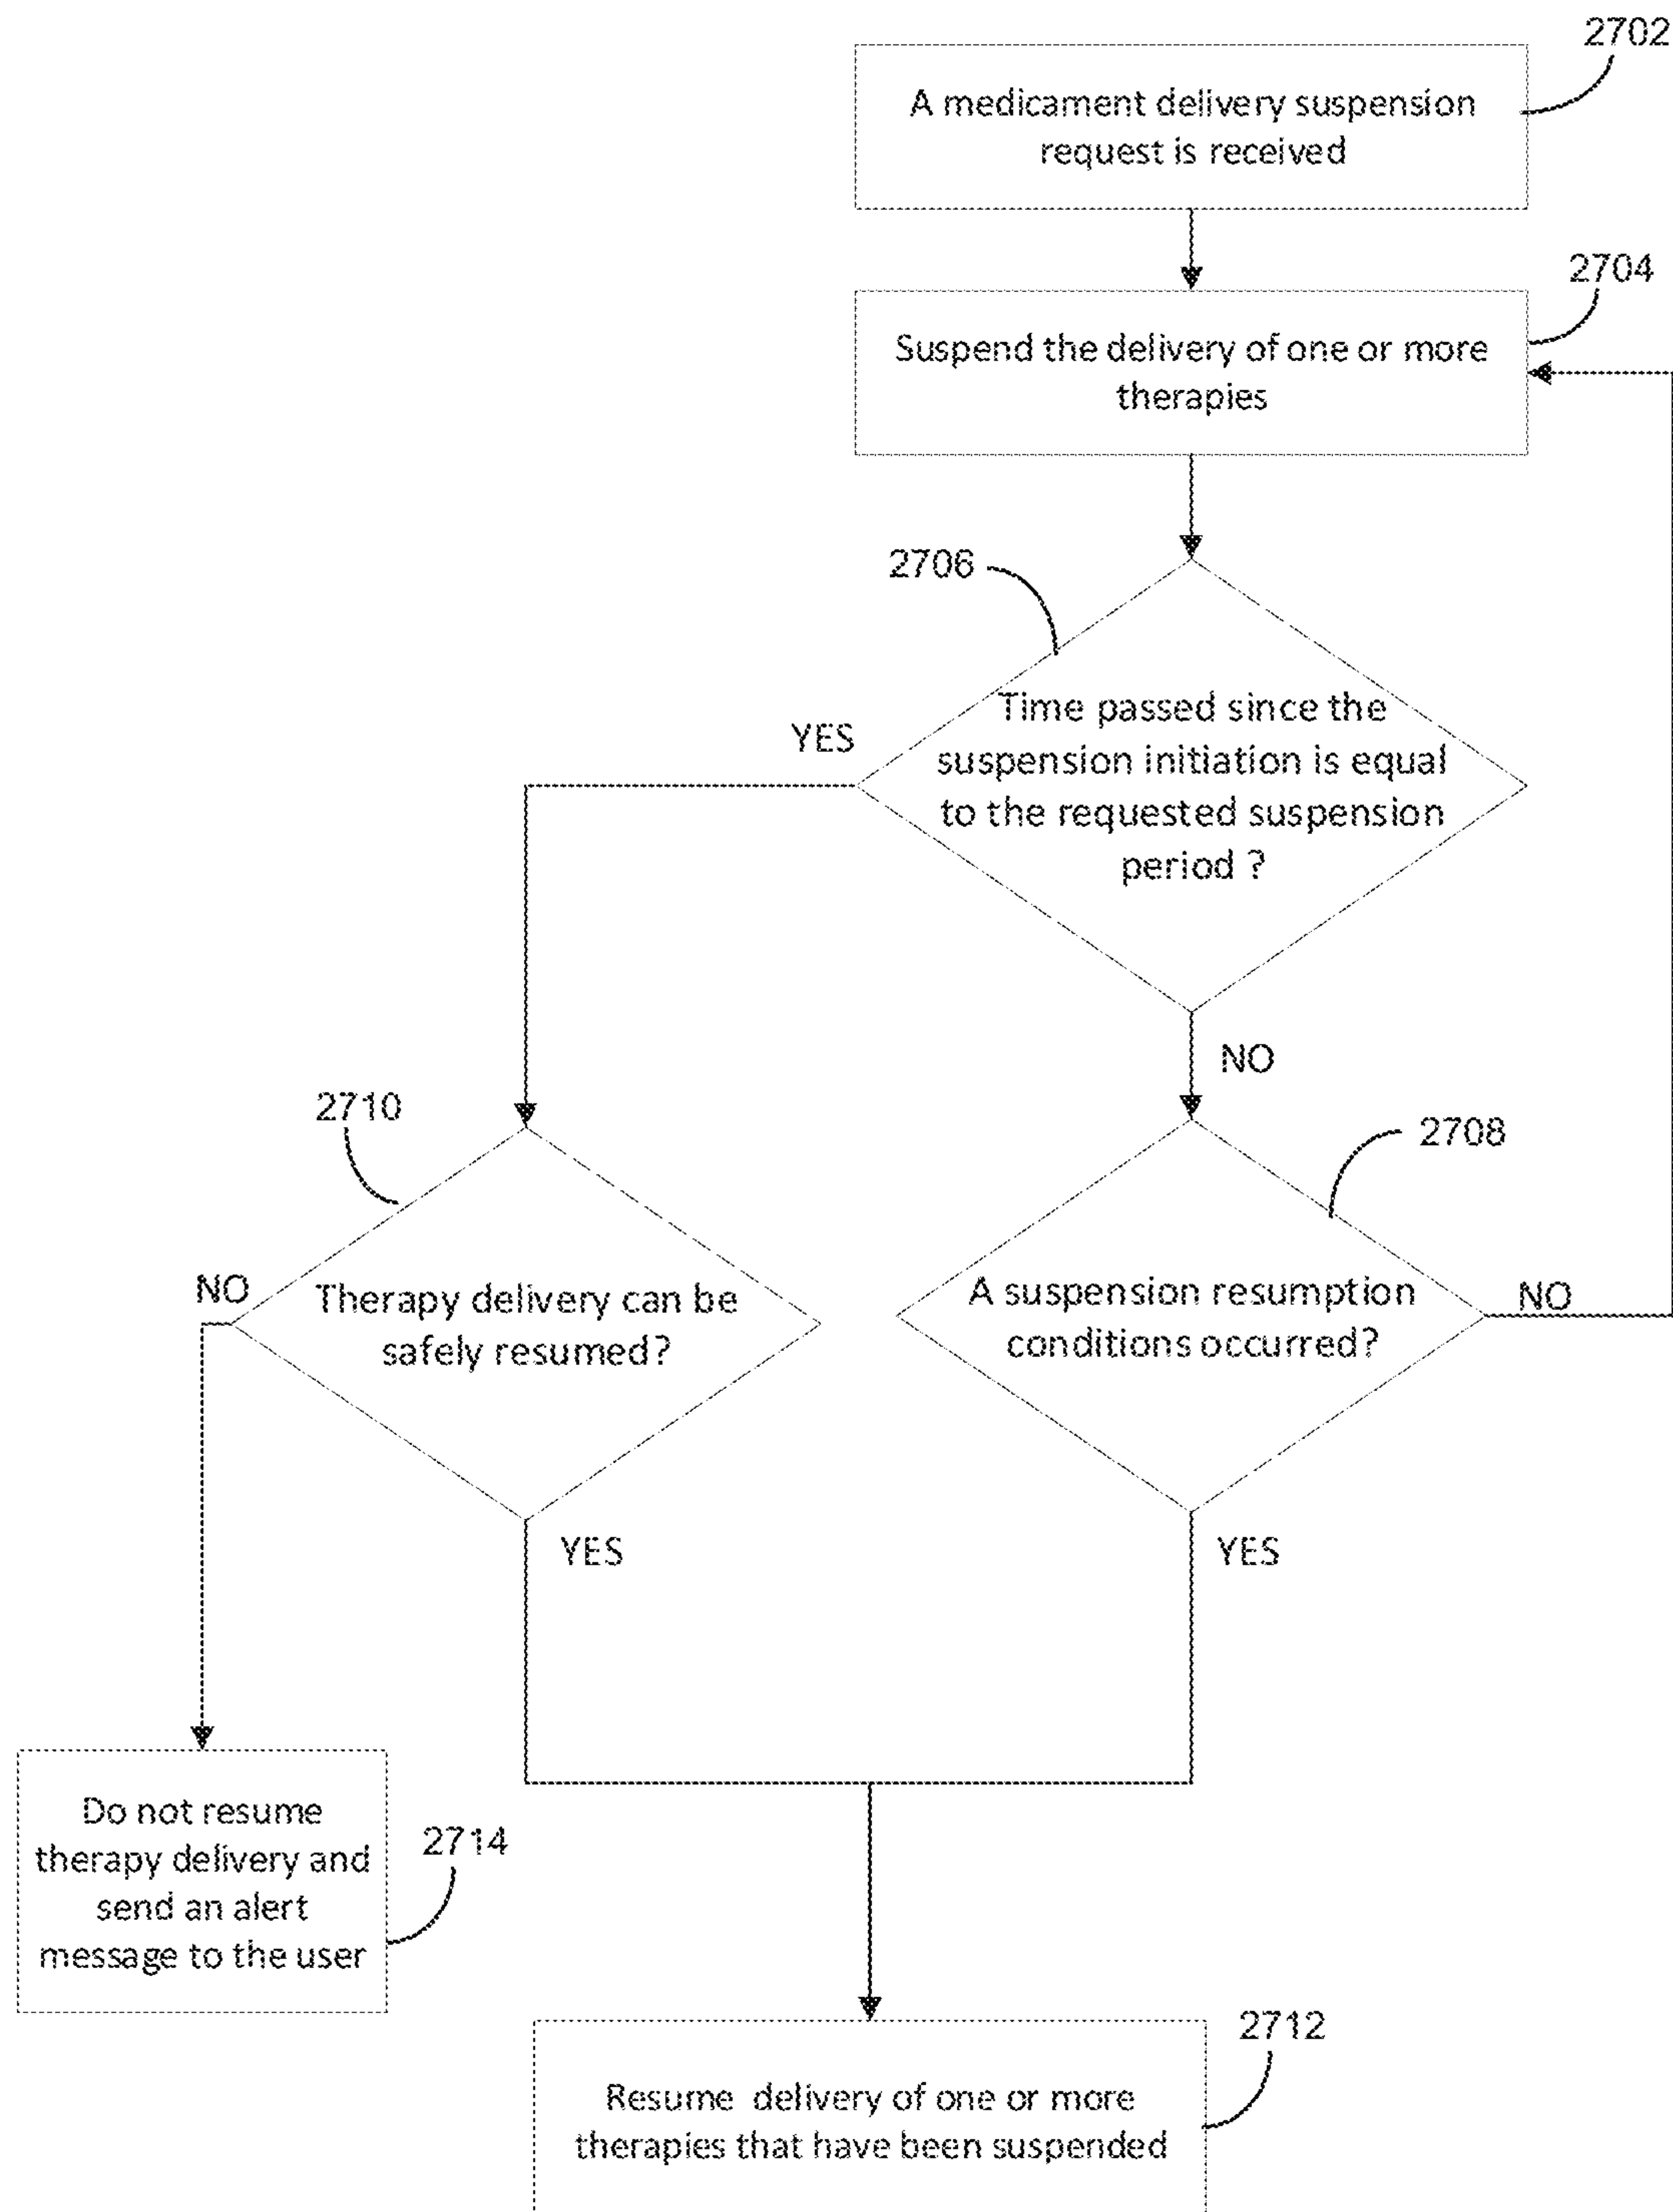 2702
A medicament delivery suspension
request is received
2704
Suspend the delivery of one or more
therapies
2706
Time passed since the
suspension initiation is equal
to the requested suspension
period ?
YES
NO
2710
2708
NO
Therapy delivery can be
safely resumed?
A suspension resumption
conditions occurred?
NO
YES
YES
Do not resume
therapy delivery and
send an alert
message to the user
2714
2712
Resume delivery of one or more
therapies that have been suspended